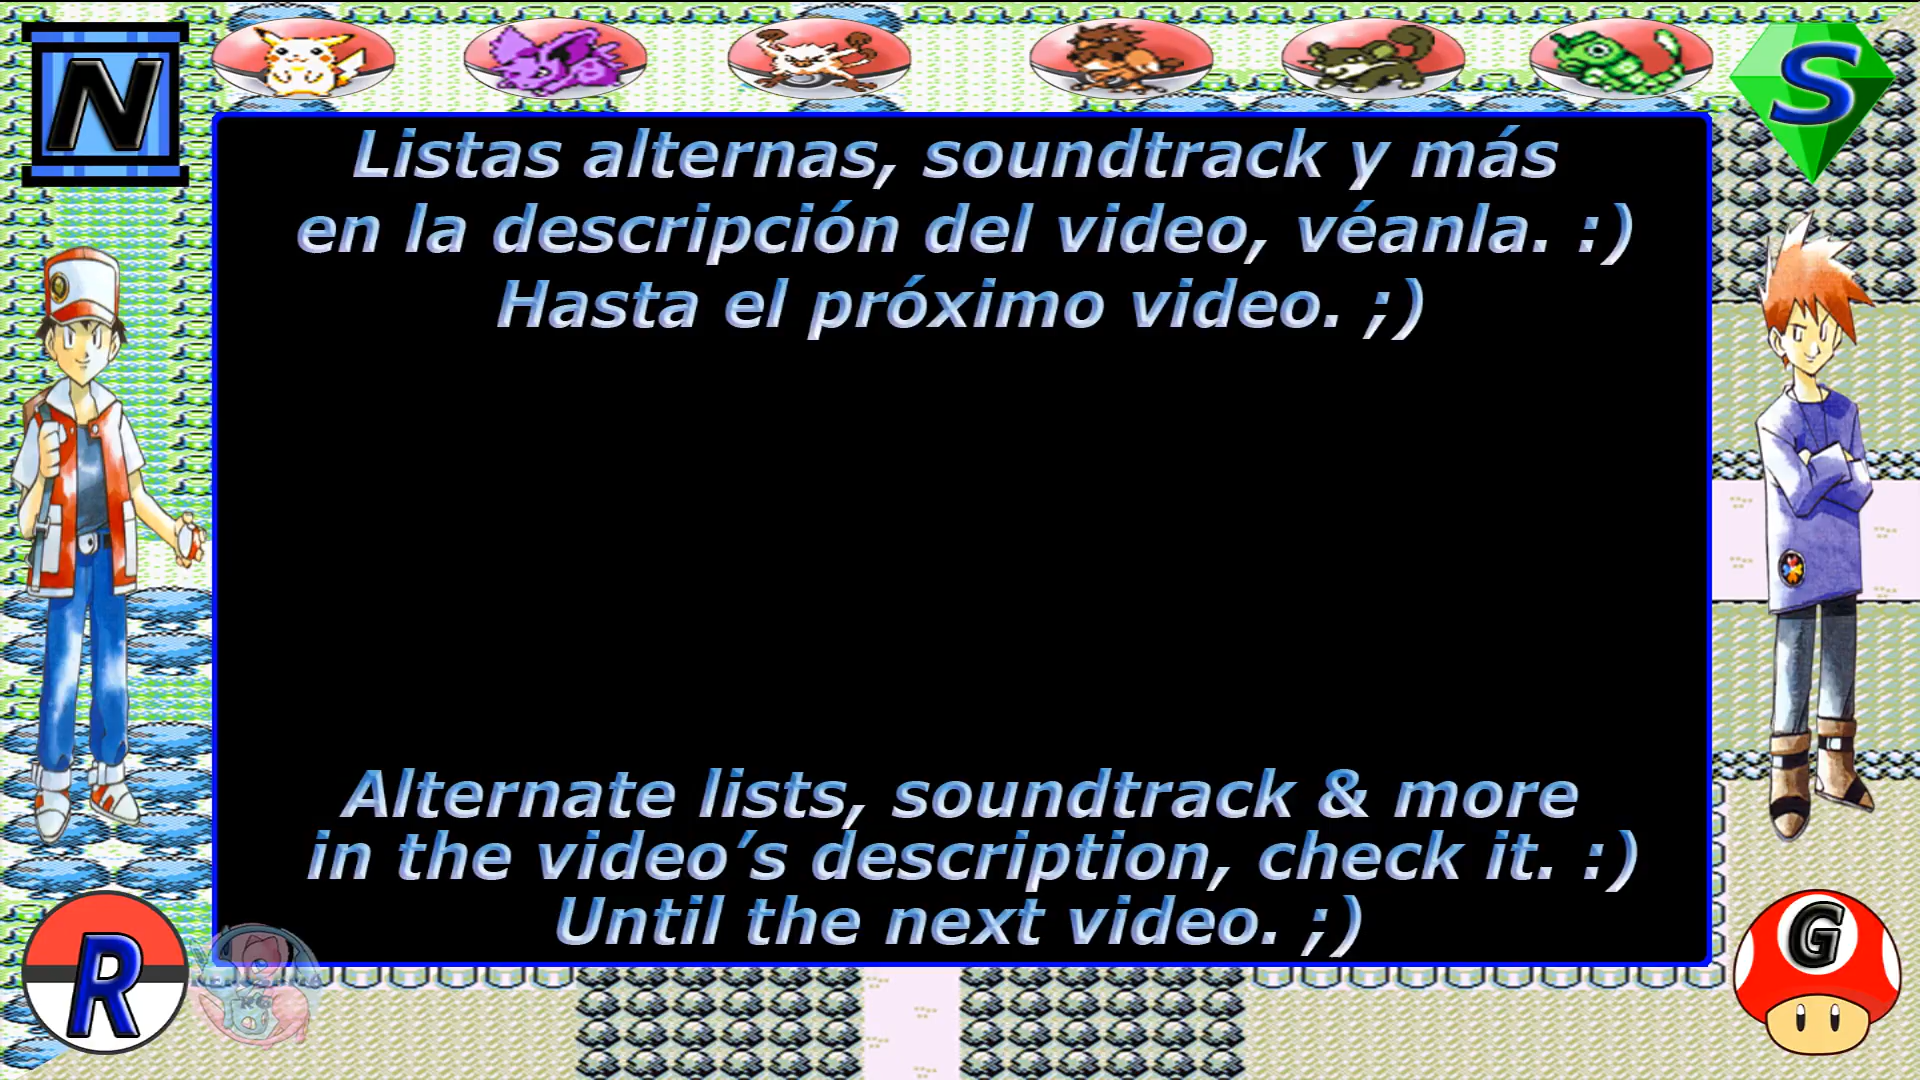 N
S
Listas alternas, soundtrack y más
en la descripción del video, véanla. :)
Hasta el próximo video. ;)
Alternate lists, soundtrack & more
in the video’s description, check it. :)
Until the next video. ;)
R
G